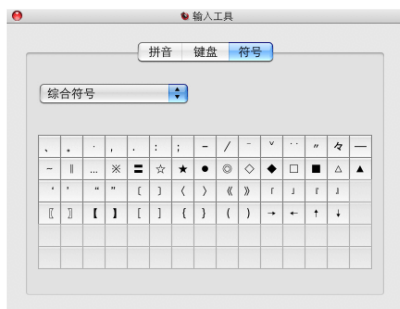 输入工具
拼音 键盘 符号
综合符号
、 。 · , . : ; － / ˉ ˇ ¨ 〃 々 —
– ‖ … ※ 〓 ☆ ★ ● ◎ ◇ ◆ □ ■ △ ▲
‘ ’ “ ” 〔 〕 〈 〉 《 》 「 」 『 』
〖 〗 【 】 [ ] { } ( ) → ← ↑ ↓